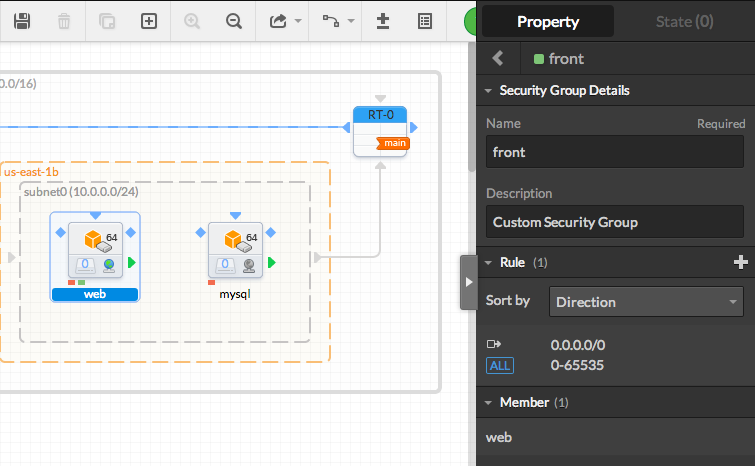 Property
State (0)
front
Security Group Details
Name
Required
front
Description
Custom Security Group
Rule (1)
Sort by
Direction
0.0.0.0/0
ALL
0-65535
Member (1)
web
.0.0/16)
RT-0
main
us-east-1b
subnet0 (10.0.0.0/24)
64
0
web
64
0
mysql